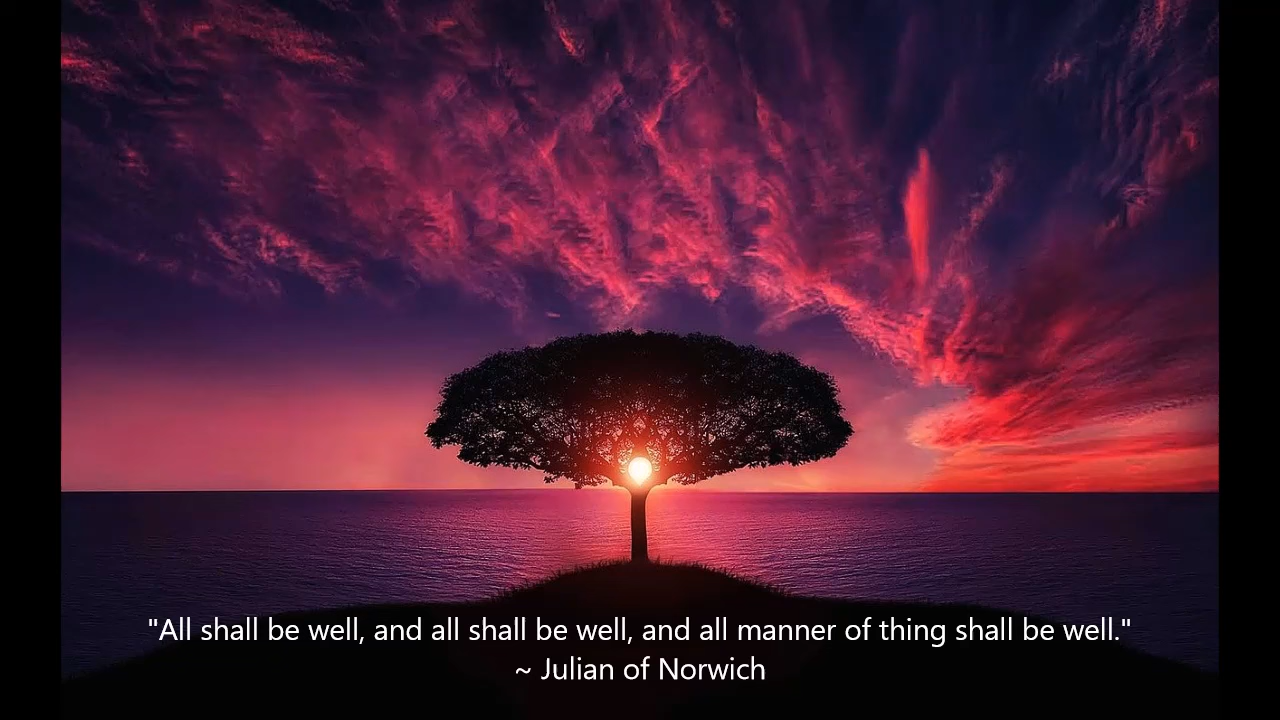 "All shall be well, and all shall be well, and all manner of thing shall be well."
~ Julian of Norwich